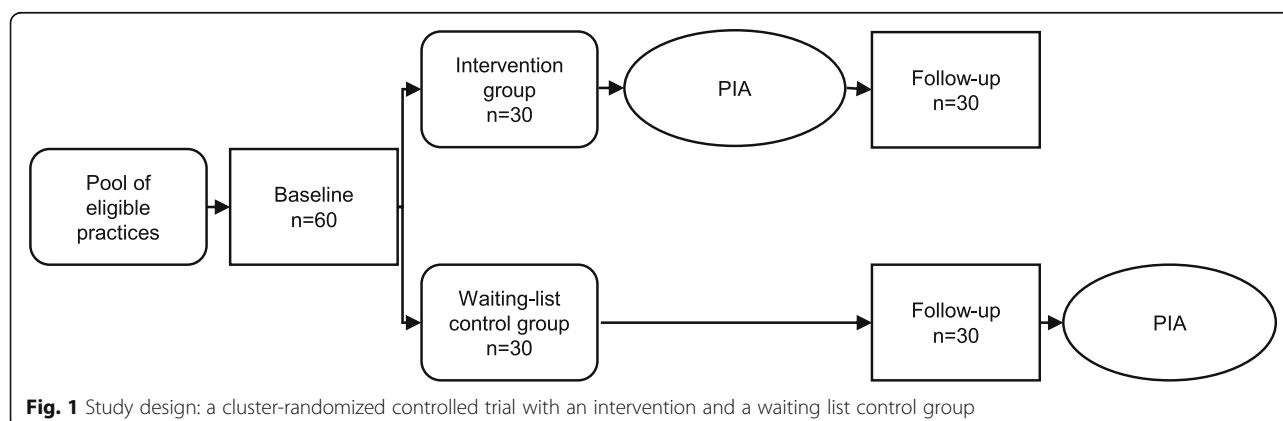 Pool of
eligible
practices
Baseline
n=60
Intervention
group
n=30
PIA
Follow-up
n=30
Waiting-list
control group
n=30
Follow-up
n=30
PIA
Fig. 1 Study design: a cluster-randomized controlled trial with an intervention and a waiting list control group